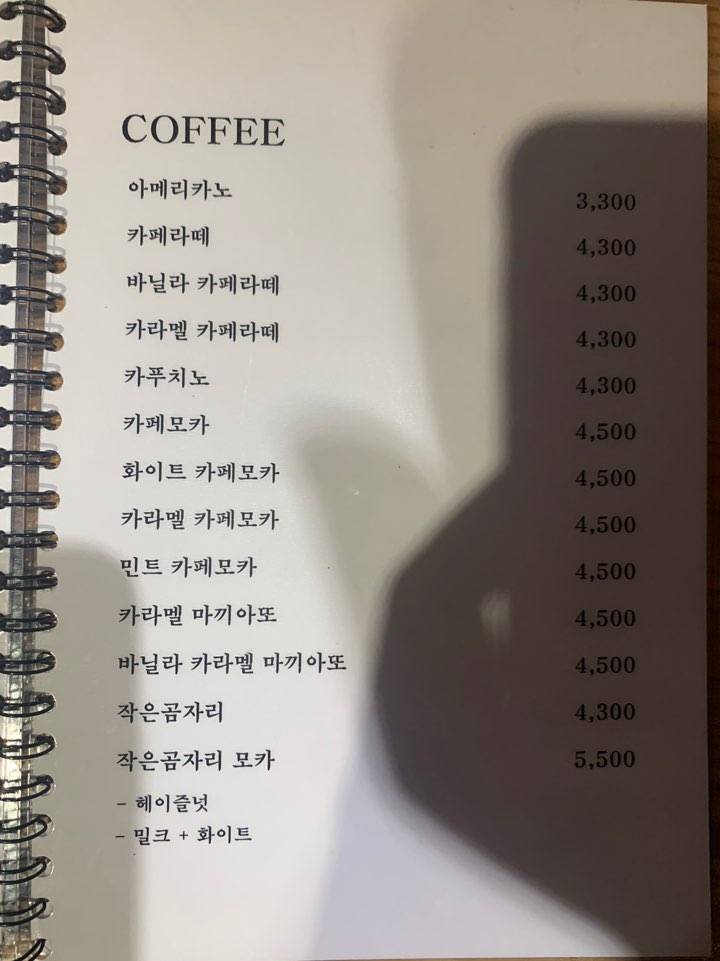 COFFEE
아메리카노 3,300
카페라떼 4,300
바닐라 카페라떼 4,300
카라멜 카페라떼 4,300
카푸치노 4,300
카페모카 4,500
화이트 카페모카 4,500
카라멜 카페모카 4,500
민트 카페모카 4,500
카라멜 마끼아또 4,500
바닐라 카라멜 마끼아또 4,500
작은곰자리 4,300
작은곰자리 모카 5,500
- 헤이즐넛
- 밀크 + 화이트